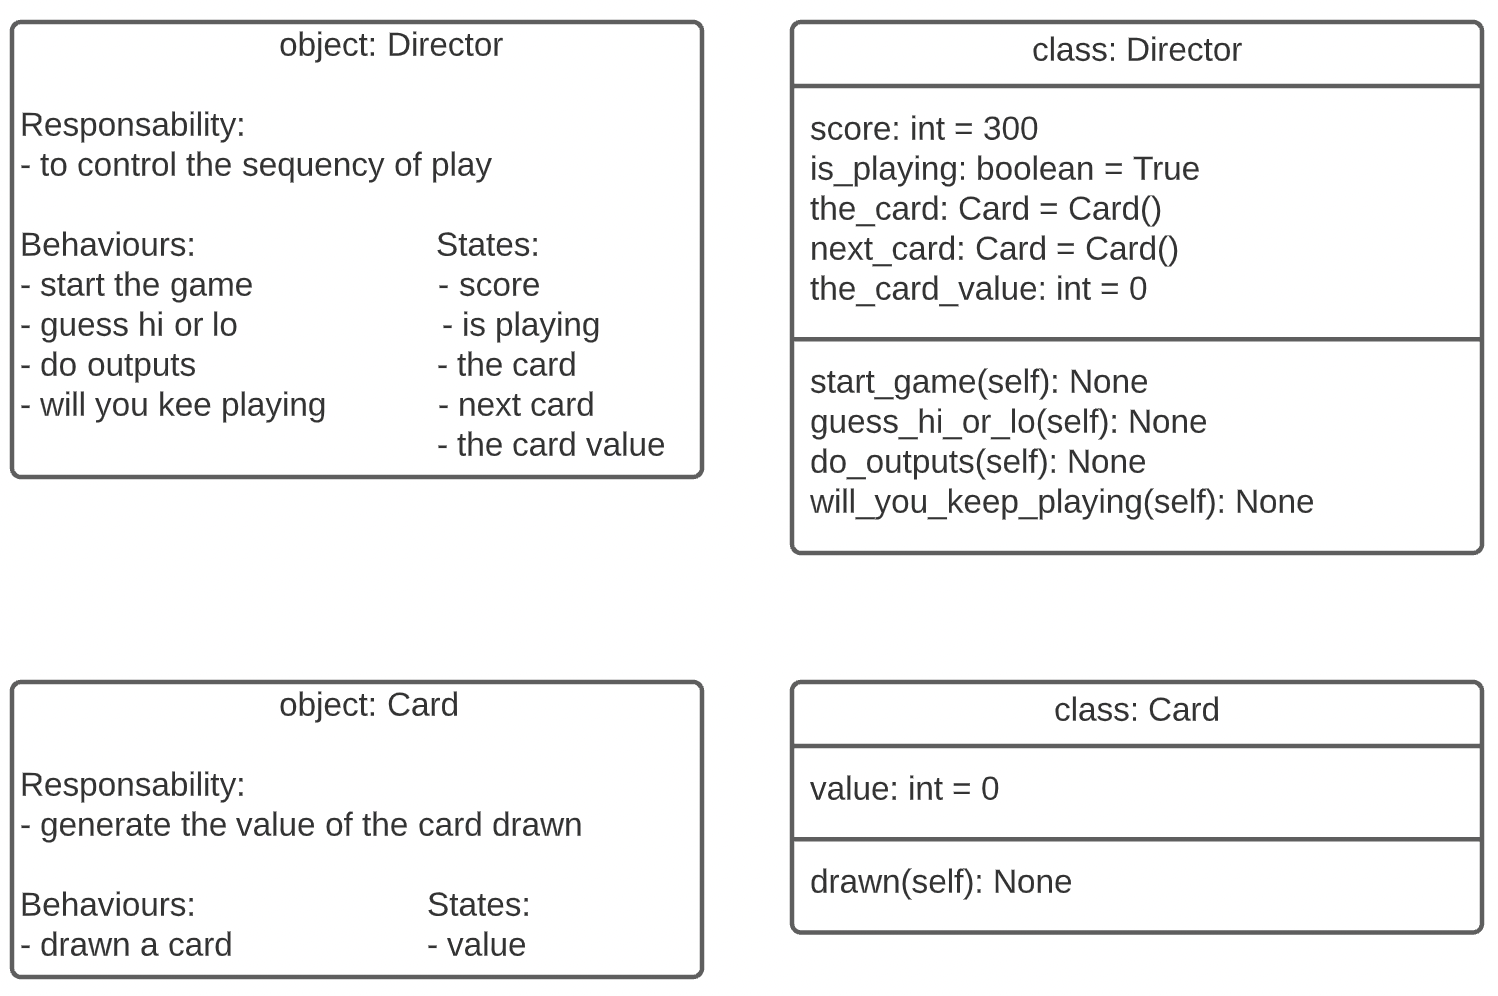 object: Director
Responsability:
- to control the sequency of play
Behaviours:
- start the game
- guess hi or lo
- do outputs
- will you kee playing
States:
- score
- is playing
- the card
- next card
- the card value
class: Director
score: int = 300
is_playing: boolean = True
the_card: Card = Card()
next_card: Card = Card()
the_card_value: int = 0
start_game(self): None
guess_hi_or_lo(self): None
do_outputs(self): None
will_you_keep_playing(self): None
object: Card
Responsability:
- generate the value of the card drawn
Behaviours:
- drawn a card
States:
- value
class: Card
value: int = 0
drawn(self): None